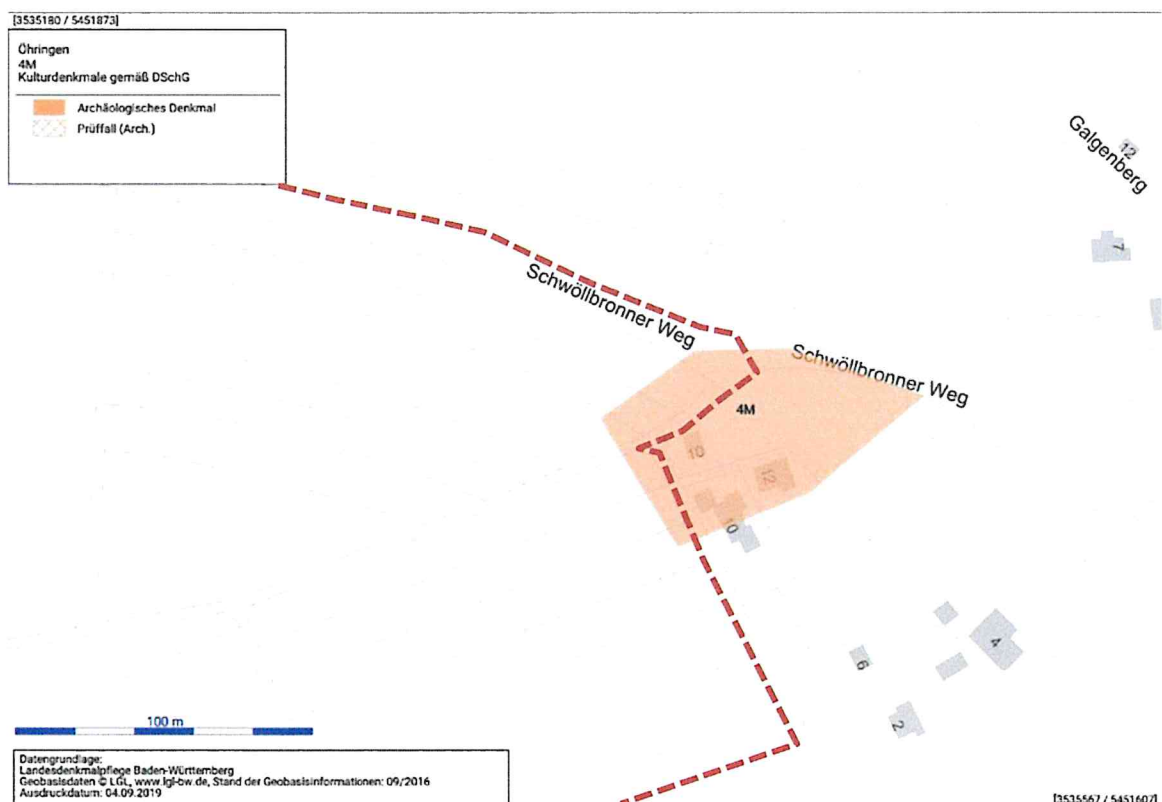 [3535180 / 5451873]
Öhringen
4M
Kulturdenkmale gemäß DSchG
Archäologisches Denkmal
Prüffall (Arch.)
12
Galgenberg
7
Schwöllbronner Weg
Schwöllbronner Weg
4M
10
12
10
4
6
2
100 m
Datengrundlage:
Landesdenkmalpflege Baden-Württemberg
Geobasisdaten © LGL, www.lgl-bw.de, Stand der Geobasisinformationen: 09/2016
Ausdruckdatum: 04.09.2019
[3535567 / 5451607]